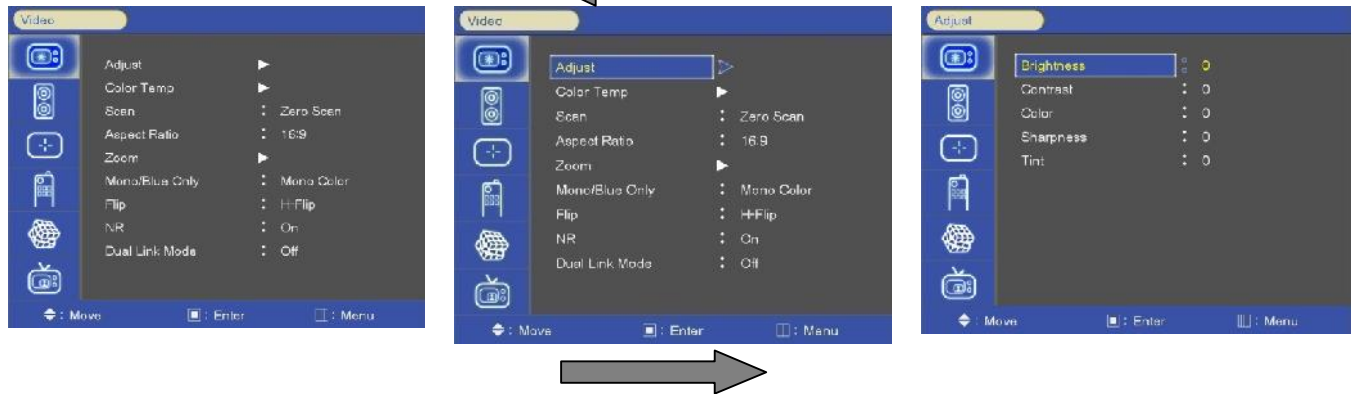 Video
Adjust
Color Temp
Scan : Zero Scan
Aspect Ratio : 16:9
Zoom
Mono/Blue Only : Mono Color
Flip : H-Flip
NR : On
Dual Link Mode : Off
: Move : Enter : Menu
Video
Adjust
Color Temp
Scan : Zero Scan
Aspect Ratio : 16:9
Zoom
Mono/Blue Only : Mono Color
Flip : H-Flip
NR : On
Dual Link Mode : Off
: Move : Enter : Menu
Adjust
Brightness : 0
Contrast : 0
Color : 0
Sharpness : 0
Tint : 0
: Move : Enter : Menu